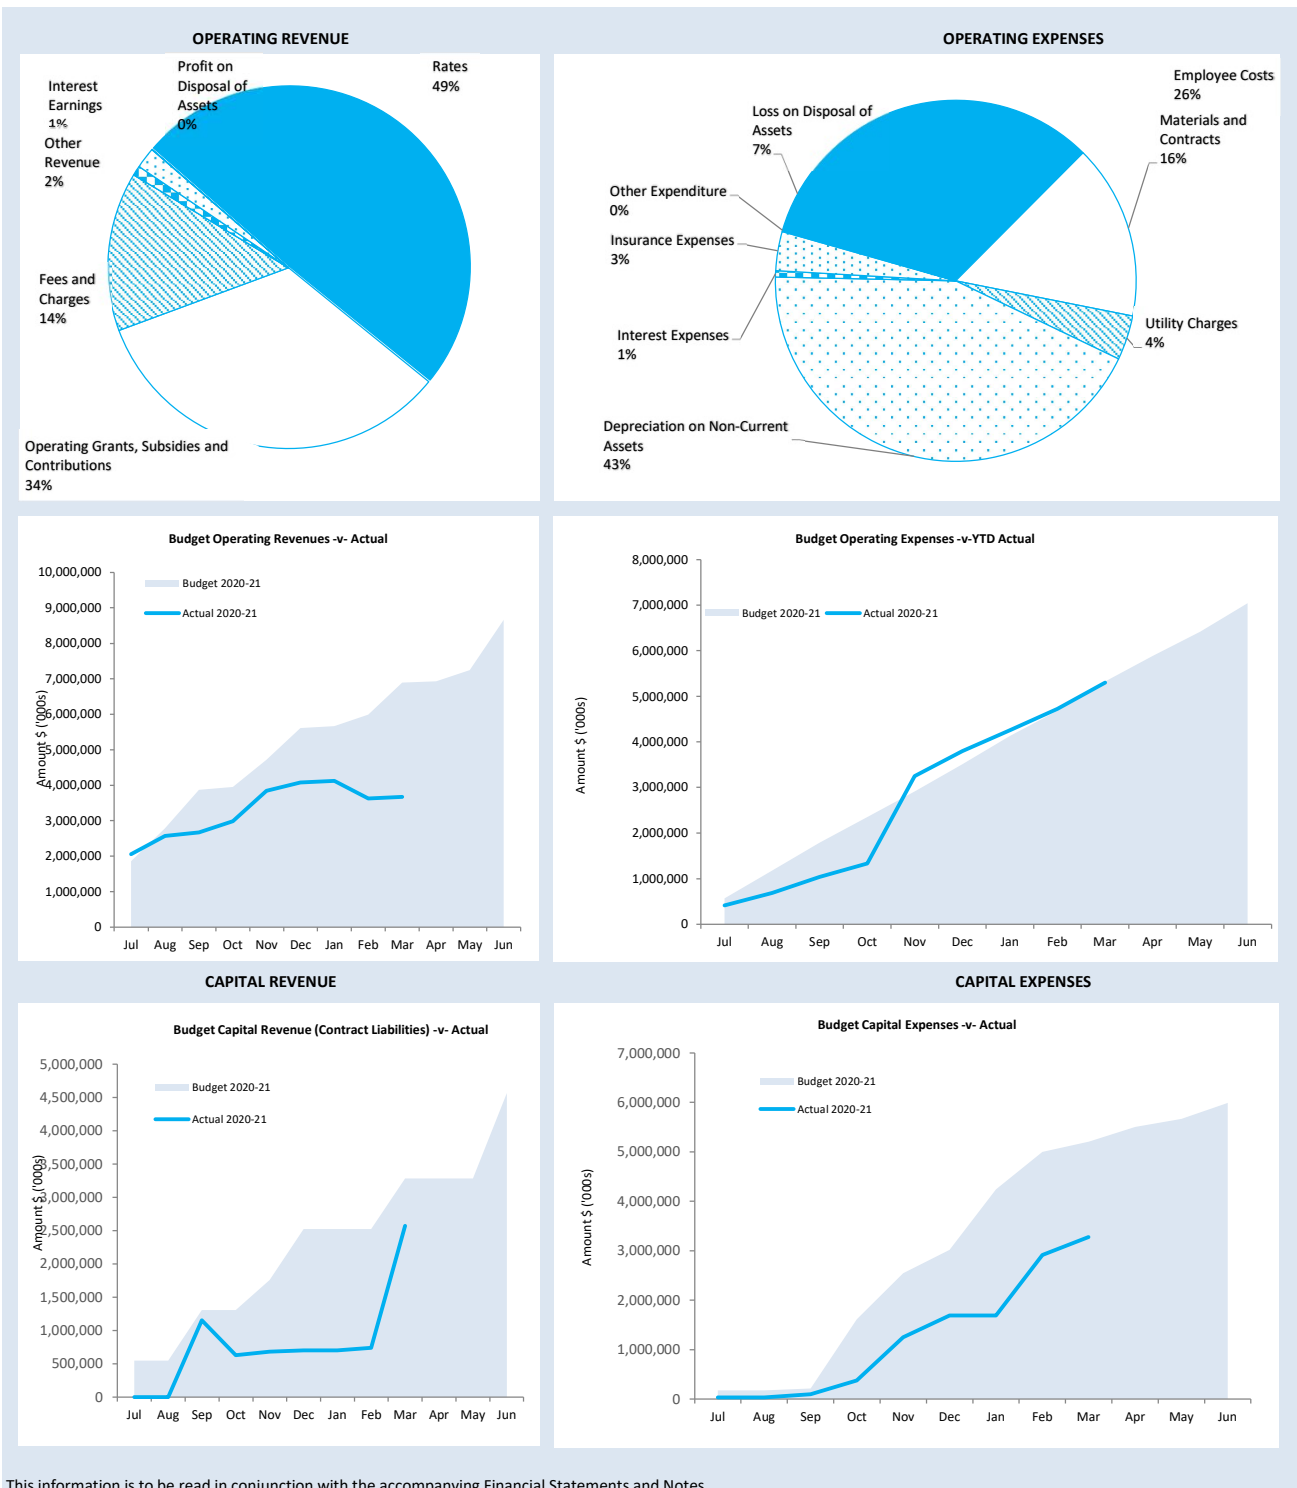 OPERATING REVENUE
OPERATING EXPENSES
Profit on
Disposal of
Assets
0%
Rates
49%
Interest
Earnings
1%
Other
Revenue
2%
Fees and
Charges
14%
Operating Grants, Subsidies and
Contributions
34%
Employee Costs
26%
Materials and
Contracts
16%
Loss on Disposal of
Assets
7%
Other Expenditure
0%
Insurance Expenses
3%
Interest Expenses
1%
Utility Charges
4%
Depreciation on Non-Current
Assets
43%
Budget Operating Revenues -v- Actual
Amount $ ('000s)
10,000,000
9,000,000
8,000,000
7,000,000
6,000,000
5,000,000
4,000,000
3,000,000
2,000,000
1,000,000
0
Budget 2020-21
Actual 2020-21
Jul Aug Sep Oct Nov Dec Jan Feb Mar Apr May Jun
Budget Operating Expenses -v-YTD Actual
Amount $ ('000s)
8,000,000
7,000,000
6,000,000
5,000,000
4,000,000
3,000,000
2,000,000
1,000,000
0
Budget 2020-21 Actual 2020-21
Jul Aug Sep Oct Nov Dec Jan Feb Mar Apr May Jun
CAPITAL REVENUE
CAPITAL EXPENSES
Budget Capital Revenue (Contract Liabilities) -v- Actual
Amount $ ('000s)
5,000,000
4,500,000
4,000,000
3,500,000
3,000,000
2,500,000
2,000,000
1,500,000
1,000,000
500,000
0
Budget 2020-21
Actual 2020-21
Jul Aug Sep Oct Nov Dec Jan Feb Mar Apr May Jun
Budget Capital Expenses -v- Actual
Amount $ ('000s)
7,000,000
6,000,000
5,000,000
4,000,000
3,000,000
2,000,000
1,000,000
0
Budget 2020-21
Actual 2020-21
Jul Aug Sep Oct Nov Dec Jan Feb Mar Apr May Jun
This information is to be read in conjunction with the accompanying Financial Statements and Notes.